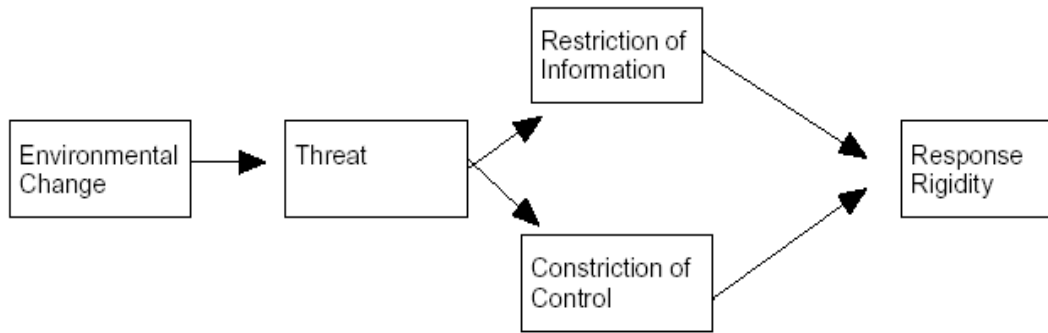 Restriction of
Information
Environmental
Change
Threat
Response
Rigidity
Constriction of
Control